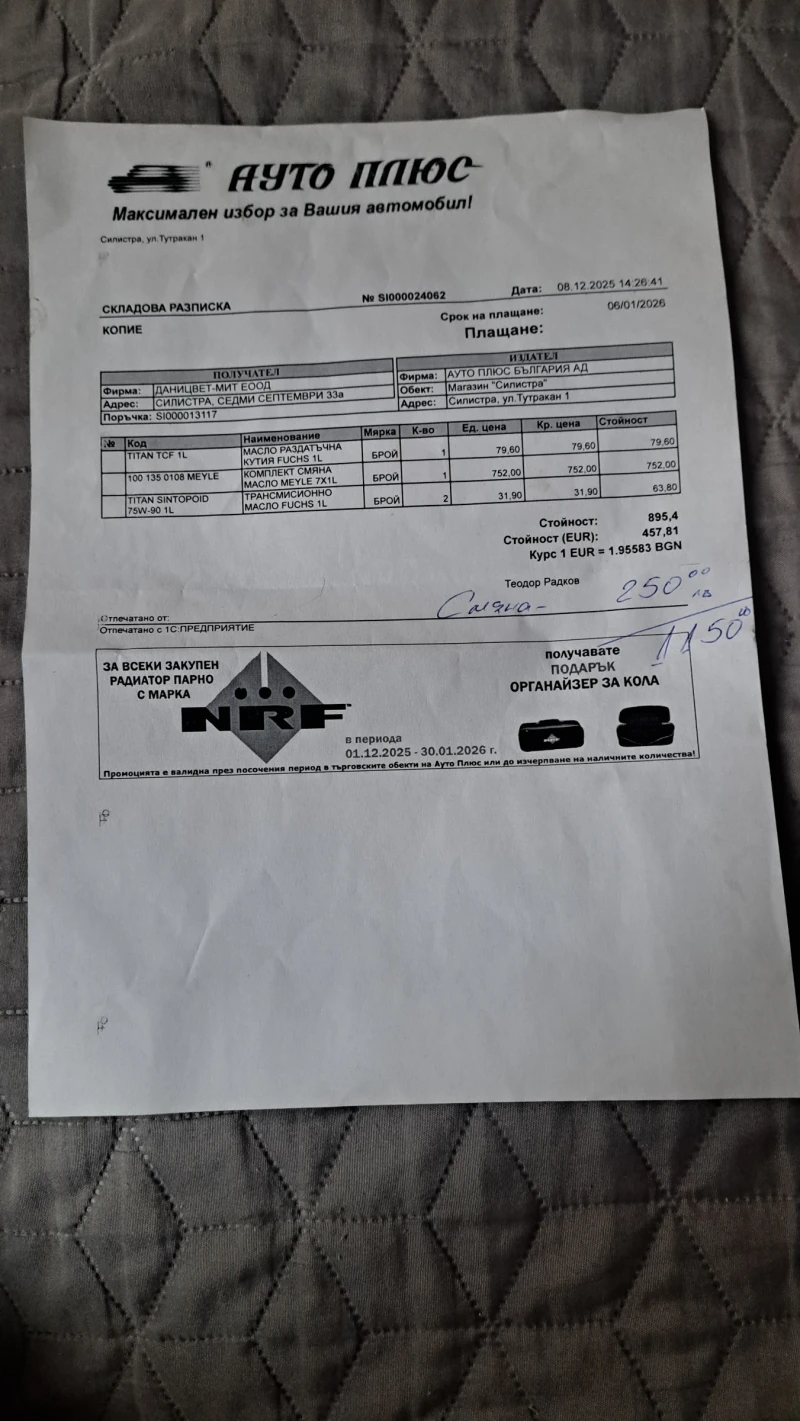 АУТО ПЛЮС
Максимален избор за Вашия автомобил!
Силистра, ул.Тутракан 1
СКЛАДОВА РАЗПИСКА № SI000024062 Дата: 08.12.2025 14:26:41
КОПИЕ Срок на плащане: 06/01/2026
Плащане:
ПОЛУЧАТЕЛ
Фирма: ДАНИЦВЕТ-МИТ ЕООД
Адрес: СИЛИСТРА, СЕДМИ СЕПТЕМВРИ 33а
Поръчка: SI000013117
ИЗДАТЕЛ
Фирма: АУТО ПЛЮС БЪЛГАРИЯ АД
Обект: Магазин "Силистра"
Адрес: Силистра, ул.Тутракан 1
№ Код Наименование Мярка К-во Ед. цена Кр. цена Стойност
TITAN TCF 1L МАСЛО РАЗДАТЪЧНА КУТИЯ FUCHS 1L БРОЙ 1 79,60 79,60 79,60
100 135 0108 MEYLE КОМПЛЕКТ СМЯНА МАСЛО MEYLE 7X1L БРОЙ 1 752,00 752,00 752,00
TITAN SINTOPOID 75W-90 1L ТРАНСМИСИОННО МАСЛО FUCHS 1L БРОЙ 2 31,90 31,90 63,80
Стойност: 895,4
Стойност (EUR): 457,81
Курс 1 EUR = 1.95583 BGN
Теодор Радков
Смяна - 250 00 лв
1150 00
Отпечатано от:
Отпечатано с 1С:ПРЕДПРИЯТИЕ
ЗА ВСЕКИ ЗАКУПЕН
РАДИАТОР ПАРНО
С МАРКА
NRF
в периода
01.12.2025 - 30.01.2026 г.
получавате
ПОДАРЪК
ОРГАНАЙЗЕР ЗА КОЛА
Промоцията е валидна през посочения период в търговските обекти на Ауто Плюс или до изчерпване на наличните количества!